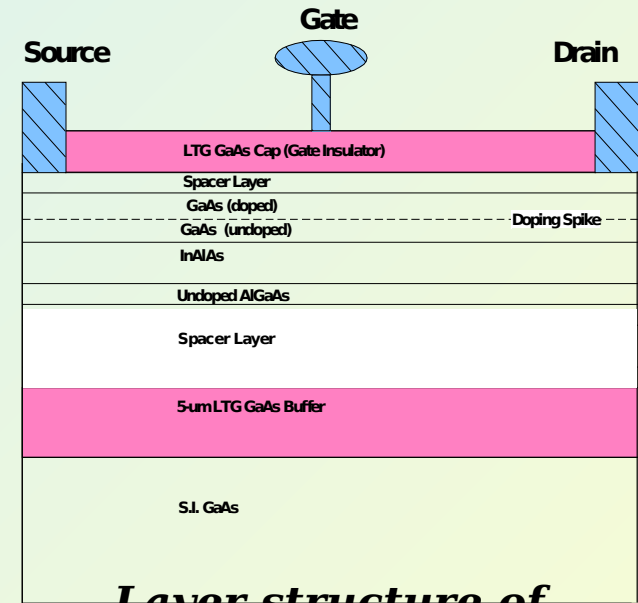 Gate
Source
Drain
LTG GaAs Cap (Gate Insulator)
Spacer Layer
GaAs (doped)
Doping Spike
GaAs (undoped)
InAlAs
Undoped AlGaAs
Spacer Layer
5-um LTG GaAs Buffer
S.I. GaAs
Layer structure of